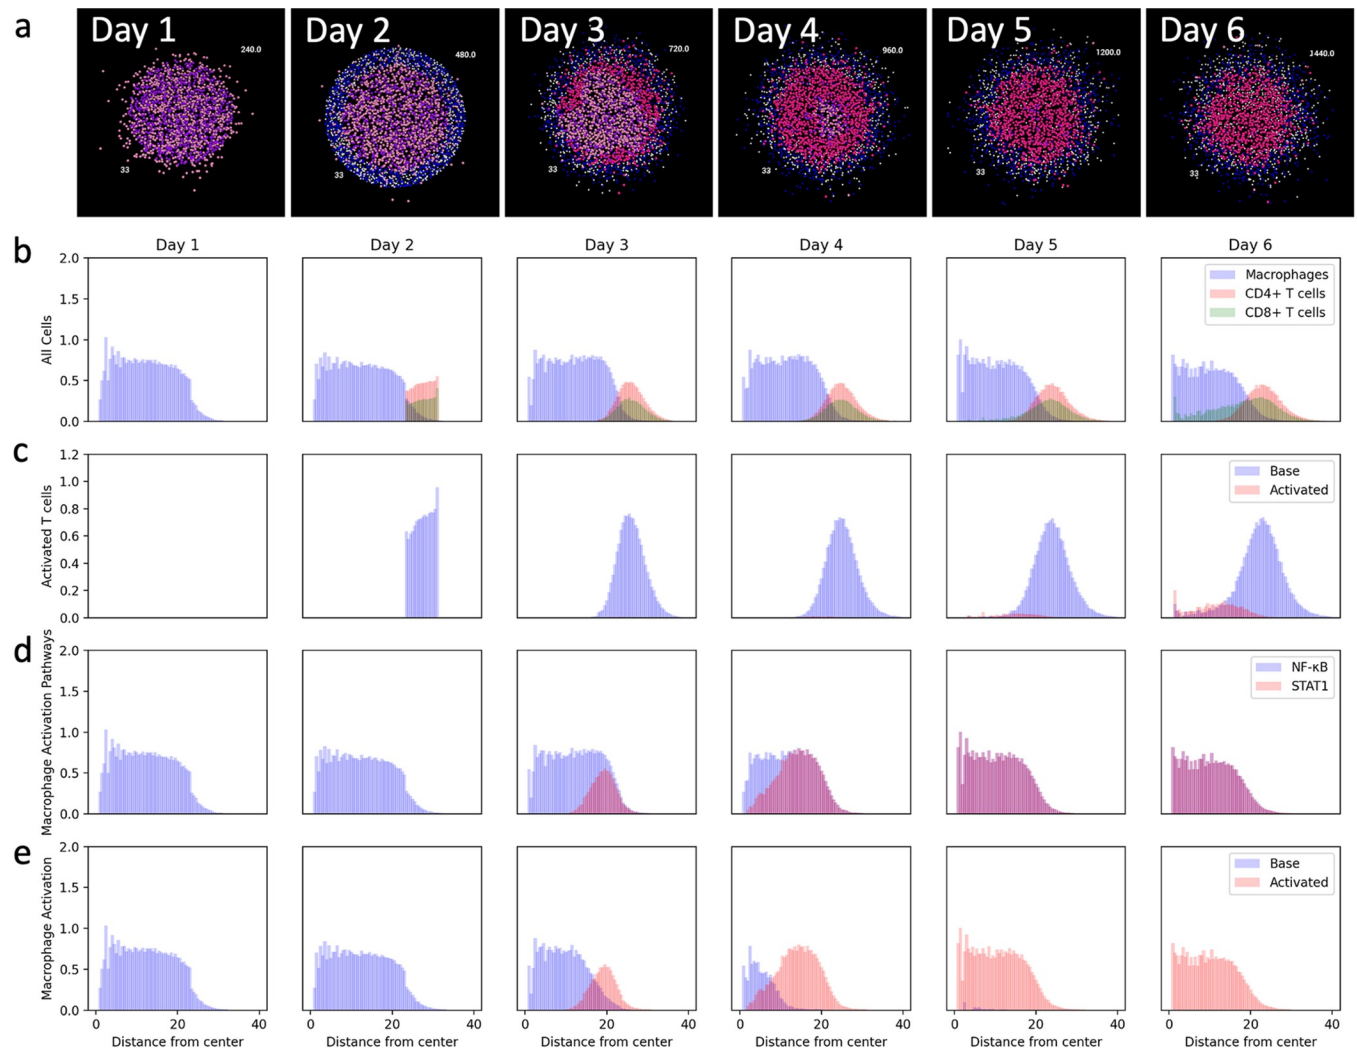 a
Day 1 Day 2 Day 3 Day 4 Day 5 Day 6
240.0 480.0 720.0 960.0 1200.0 1440.0
33 33 33 33 33 33
b
Day 1 Day 2 Day 3 Day 4 Day 5 Day 6
All Cells
2.0
1.5
1.0
0.5
0.0
Macrophages
CD4+ T cells
CD8+ T cells
c
Activated T cells
1.2
1.0
0.8
0.6
0.4
0.2
0.0
Base
Activated
d
Macrophage Activation Pathways
2.0
1.5
1.0
0.5
0.0
NF-κB
STAT1
e
Macrophage Activation
2.0
1.5
1.0
0.5
0.0
Base
Activated
0 20 40 0 20 40 0 20 40 0 20 40 0 20 40 0 20 40
Distance from center Distance from center Distance from center Distance from center Distance from center Distance from center